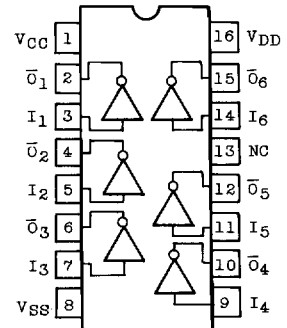 VCC 1 16 VDD
Ō1 2 15 Ō6
I1 3 14 I6
Ō2 4 13 NC
I2 5 12 Ō5
Ō3 6 11 I5
I3 7 10 Ō4
VSS 8 9 I4